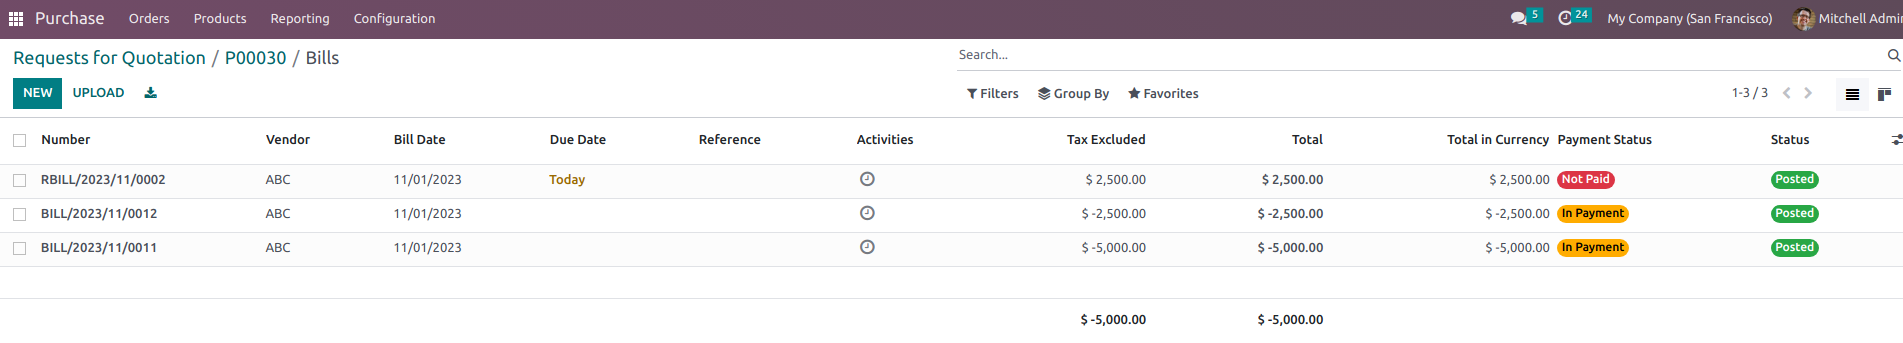 Purchase Orders Products Reporting Configuration 5 24 My Company (San Francisco) Mitchell Admi
Requests for Quotation / P00030 / Bills Search...
NEW UPLOAD Filters Group By Favorites 1-3 / 3
Number Vendor Bill Date Due Date Reference Activities Tax Excluded Total Total in Currency Payment Status Status
RBILL/2023/11/0002 ABC 11/01/2023 Today $ 2,500.00 $ 2,500.00 $ 2,500.00 Not Paid Posted
BILL/2023/11/0012 ABC 11/01/2023 $ -2,500.00 $ -2,500.00 $ -2,500.00 In Payment Posted
BILL/2023/11/0011 ABC 11/01/2023 $ -5,000.00 $ -5,000.00 $ -5,000.00 In Payment Posted
$ -5,000.00 $ -5,000.00